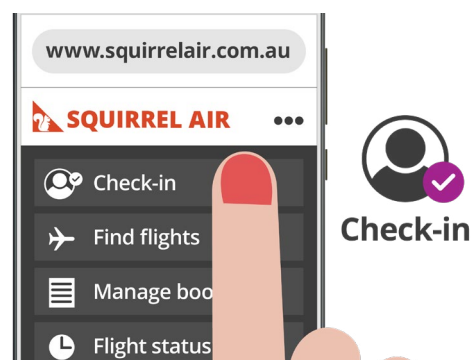 www.squirrelair.com.au
SQUIRREL AIR
Check-in
Find flights
Manage boo
Flight status
Check-in